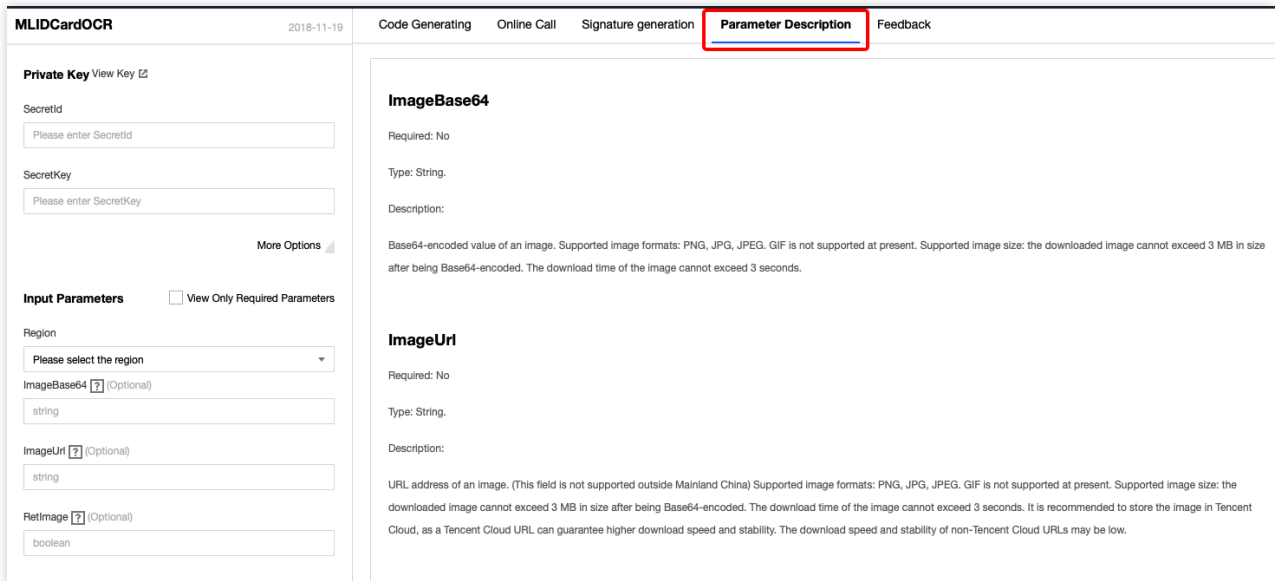 MLIDCardOCR
2018-11-19
Code Generating
Online Call
Signature generation
Parameter Description
Feedback
Private Key View Key
SecretId
Please enter SecretId
SecretKey
Please enter SecretKey
More Options
Input Parameters
View Only Required Parameters
Region
Please select the region
ImageBase64 ? (Optional)
string
ImageUrl ? (Optional)
string
RetImage ? (Optional)
boolean
ImageBase64
Required: No
Type: String.
Description:
Base64-encoded value of an image. Supported image formats: PNG, JPG, JPEG. GIF is not supported at present. Supported image size: the downloaded image cannot exceed 3 MB in size
after being Base64-encoded. The download time of the image cannot exceed 3 seconds.
ImageUrl
Required: No
Type: String.
Description:
URL address of an image. (This field is not supported outside Mainland China) Supported image formats: PNG, JPG, JPEG. GIF is not supported at present. Supported image size: the
downloaded image cannot exceed 3 MB in size after being Base64-encoded. The download time of the image cannot exceed 3 seconds. It is recommended to store the image in Tencent
Cloud, as a Tencent Cloud URL can guarantee higher download speed and stability. The download speed and stability of non-Tencent Cloud URLs may be low.